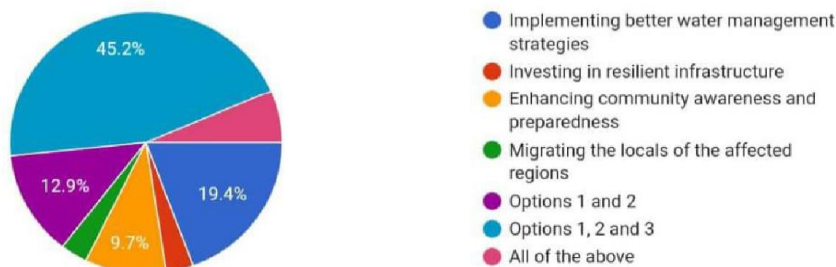 45.2%
12.9%
19.4%
9.7%
Implementing better water management
strategies
Investing in resilient infrastructure
Enhancing community awareness and
preparedness
Migrating the locals of the affected
regions
Options 1 and 2
Options 1, 2 and 3
All of the above